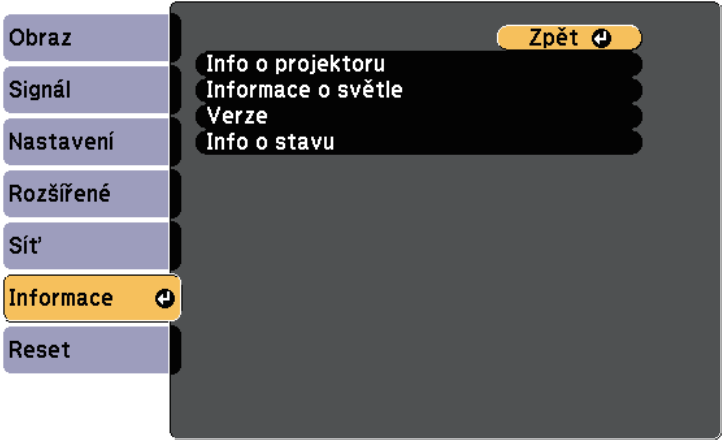 Obraz
Signál
Nastavení
Rozšířené
Síť
Informace
Reset
Zpět
Info o projektoru
Informace o světle
Verze
Info o stavu